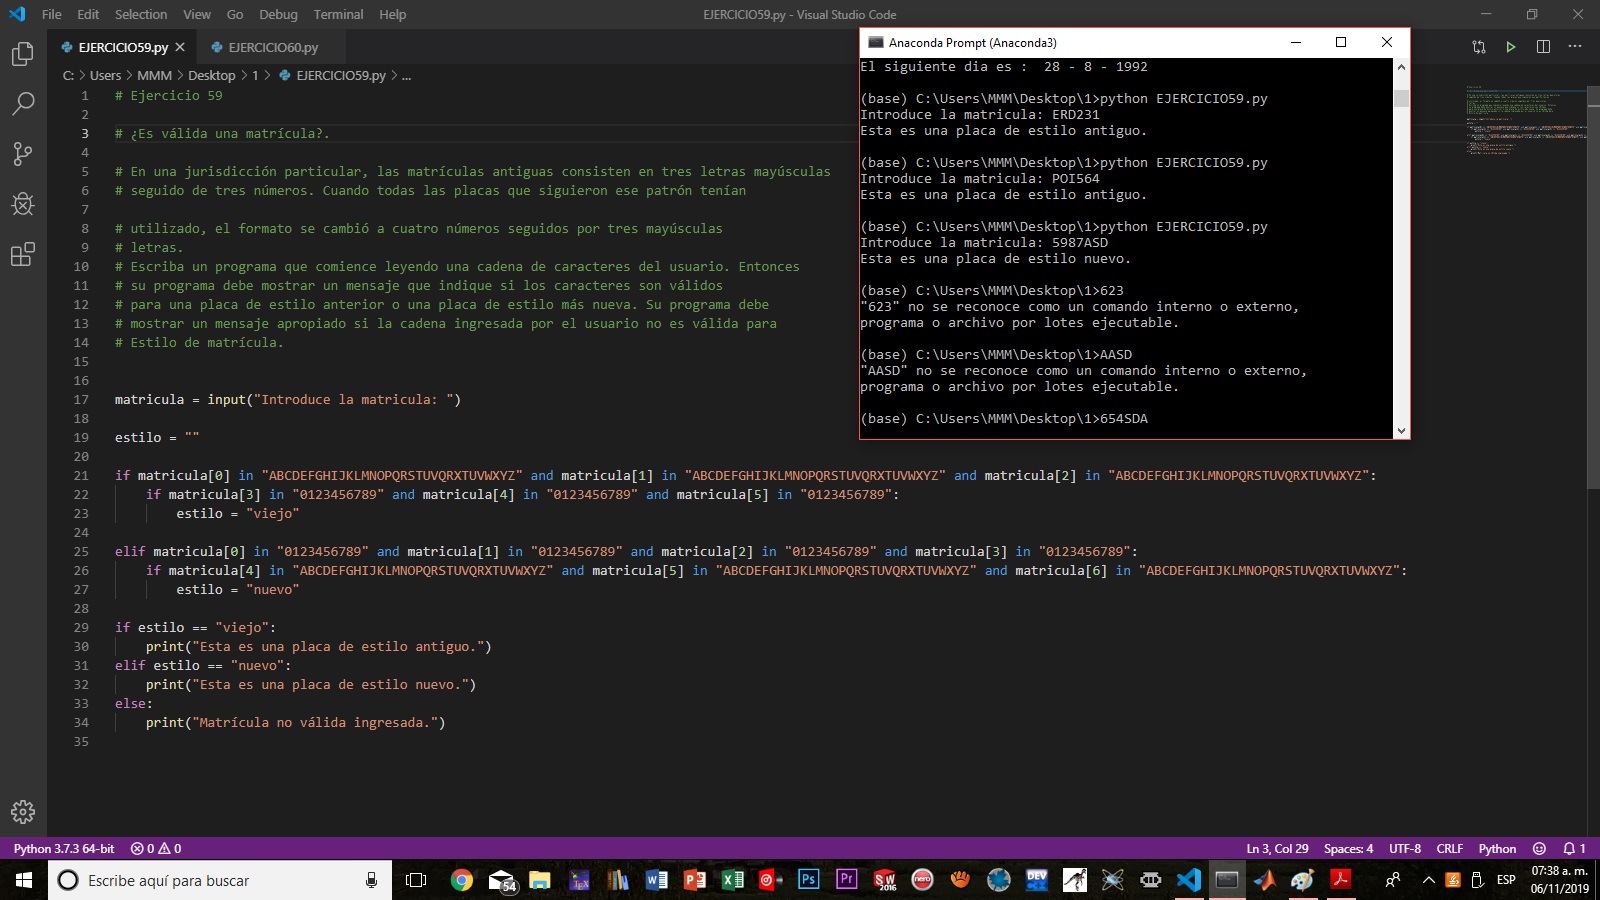 File Edit Selection View Go Debug Terminal Help
EJERCICIO59.py - Visual Studio Code
EJERCICIO59.py
EJERCICIO60.py
C: > Users > MMM > Desktop > 1 > EJERCICIO59.py > ...
1 # Ejercicio 59
2
3 # ¿Es válida una matrícula?.
4
5 # En una jurisdicción particular, las matrículas antiguas consisten en tres letras mayúsculas
6 # seguido de tres números. Cuando todas las placas que siguieron ese patrón tenían
7
8 # utilizado, el formato se cambió a cuatro números seguidos por tres mayúsculas
9 # letras.
10 # Escriba un programa que comience leyendo una cadena de caracteres del usuario. Entonces
11 # su programa debe mostrar un mensaje que indique si los caracteres son válidos
12 # para una placa de estilo anterior o una placa de estilo más nueva. Su programa debe
13 # mostrar un mensaje apropiado si la cadena ingresada por el usuario no es válida para
14 # Estilo de matrícula.
15
16
17 matricula = input("Introduce la matricula: ")
18
19 estilo = ""
20
21 if matricula[0] in "ABCDEFGHIJKLMNOPQRSTUVQRXTUVWXYZ" and matricula[1] in "ABCDEFGHIJKLMNOPQRSTUVQRXTUVWXYZ" and matricula[2] in "ABCDEFGHIJKLMNOPQRSTUVQRXTUVWXYZ":
22 if matricula[3] in "0123456789" and matricula[4] in "0123456789" and matricula[5] in "0123456789":
23 estilo = "viejo"
24
25 elif matricula[0] in "0123456789" and matricula[1] in "0123456789" and matricula[2] in "0123456789" and matricula[3] in "0123456789":
26 if matricula[4] in "ABCDEFGHIJKLMNOPQRSTUVQRXTUVWXYZ" and matricula[5] in "ABCDEFGHIJKLMNOPQRSTUVQRXTUVWXYZ" and matricula[6] in "ABCDEFGHIJKLMNOPQRSTUVQRXTUVWXYZ":
27 estilo = "nuevo"
28
29 if estilo == "viejo":
30 print("Esta es una placa de estilo antiguo.")
31 elif estilo == "nuevo":
32 print("Esta es una placa de estilo nuevo.")
33 else:
34 print("Matrícula no válida ingresada.")
35
Anaconda Prompt (Anaconda3)
El siguiente dia es :  28 - 8 - 1992
(base) C:\Users\MMM\Desktop\1>python EJERCICIO59.py
Introduce la matricula: ERD231
Esta es una placa de estilo antiguo.
(base) C:\Users\MMM\Desktop\1>python EJERCICIO59.py
Introduce la matricula: POI564
Esta es una placa de estilo antiguo.
(base) C:\Users\MMM\Desktop\1>python EJERCICIO59.py
Introduce la matricula: 5987ASD
Esta es una placa de estilo nuevo.
(base) C:\Users\MMM\Desktop\1>623
"623" no se reconoce como un comando interno o externo,
programa o archivo por lotes ejecutable.
(base) C:\Users\MMM\Desktop\1>AASD
"AASD" no se reconoce como un comando interno o externo,
programa o archivo por lotes ejecutable.
(base) C:\Users\MMM\Desktop\1>654SDA
Python 3.7.3 64-bit 0 0
Ln 3, Col 29 Spaces: 4 UTF-8 CRLF Python 1
Escribe aquí para buscar
54
Ps
Pr
SW 2016
nero
DEV
ESP
07:38 a. m.
06/11/2019